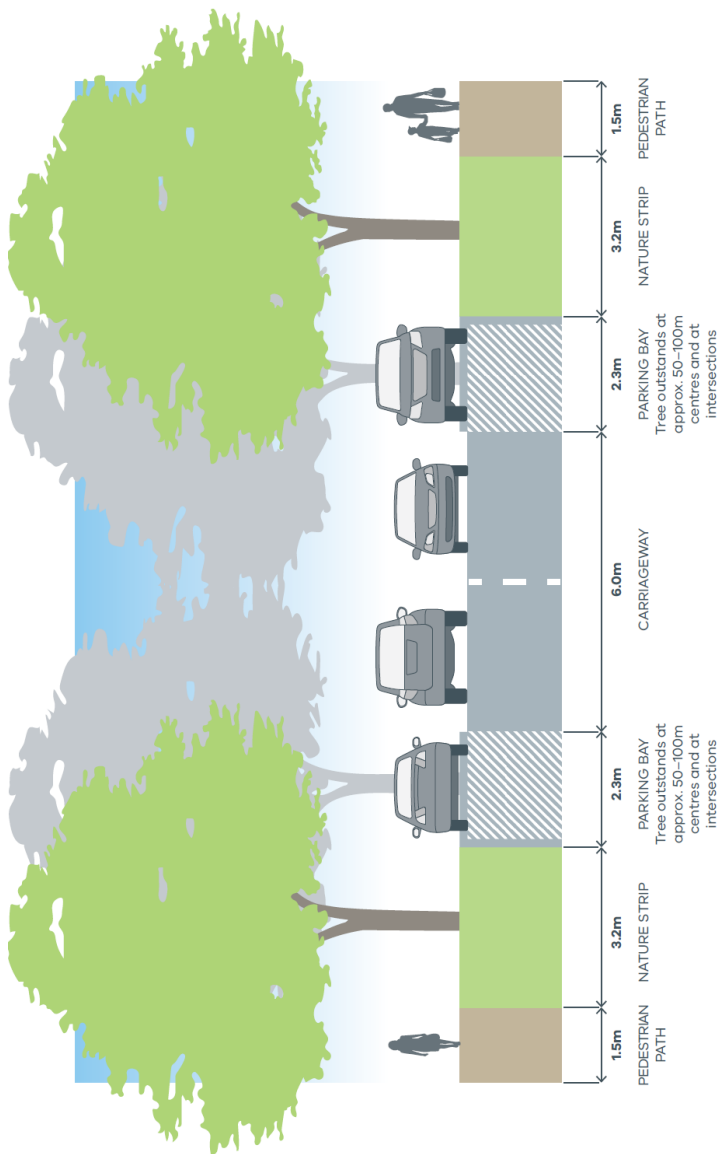 1.5m
PEDESTRIAN
PATH
3.2m
NATURE STRIP
2.3m
PARKING BAY
Tree outstands at
approx. 50–100m
centres and at
intersections
6.0m
CARRIAGEWAY
2.3m
PARKING BAY
Tree outstands at
approx. 50–100m
centres and at
intersections
3.2m
NATURE STRIP
1.5m
PEDESTRIAN
PATH